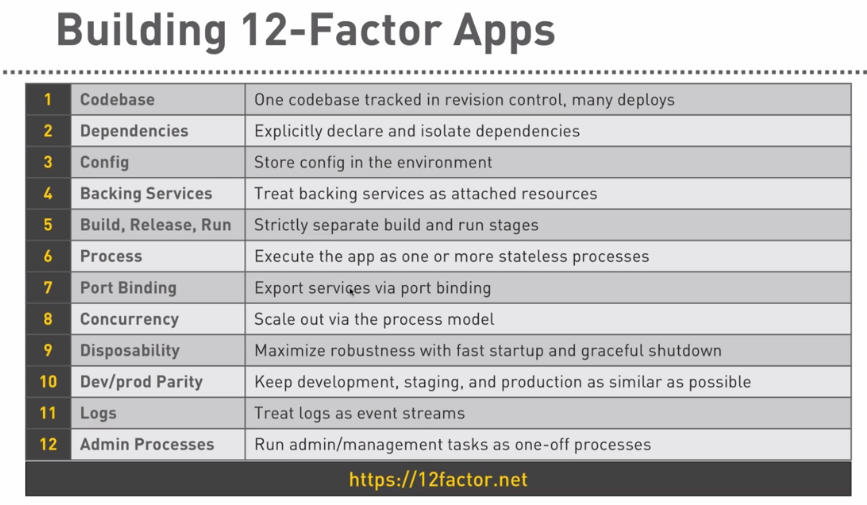 Building 12-Factor Apps
1 Codebase One codebase tracked in revision control, many deploys
2 Dependencies Explicitly declare and isolate dependencies
3 Config Store config in the environment
4 Backing Services Treat backing services as attached resources
5 Build, Release, Run Strictly separate build and run stages
6 Process Execute the app as one or more stateless processes
7 Port Binding Export services via port binding
8 Concurrency Scale out via the process model
9 Disposability Maximize robustness with fast startup and graceful shutdown
10 Dev/prod Parity Keep development, staging, and production as similar as possible
11 Logs Treat logs as event streams
12 Admin Processes Run admin/management tasks as one-off processes
https://12factor.net